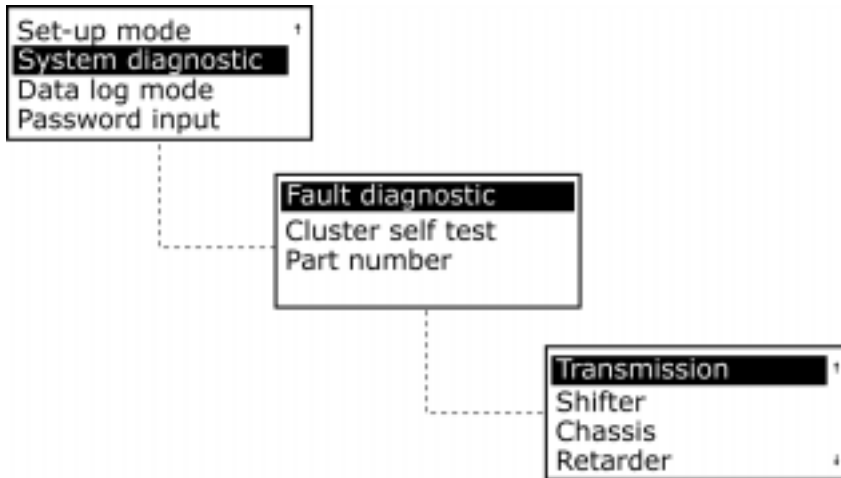 Set-up mode ↑
System diagnostic
Data log mode
Password input
Fault diagnostic
Cluster self test
Part number
Transmission ↑
Shifter
Chassis
Retarder ↓